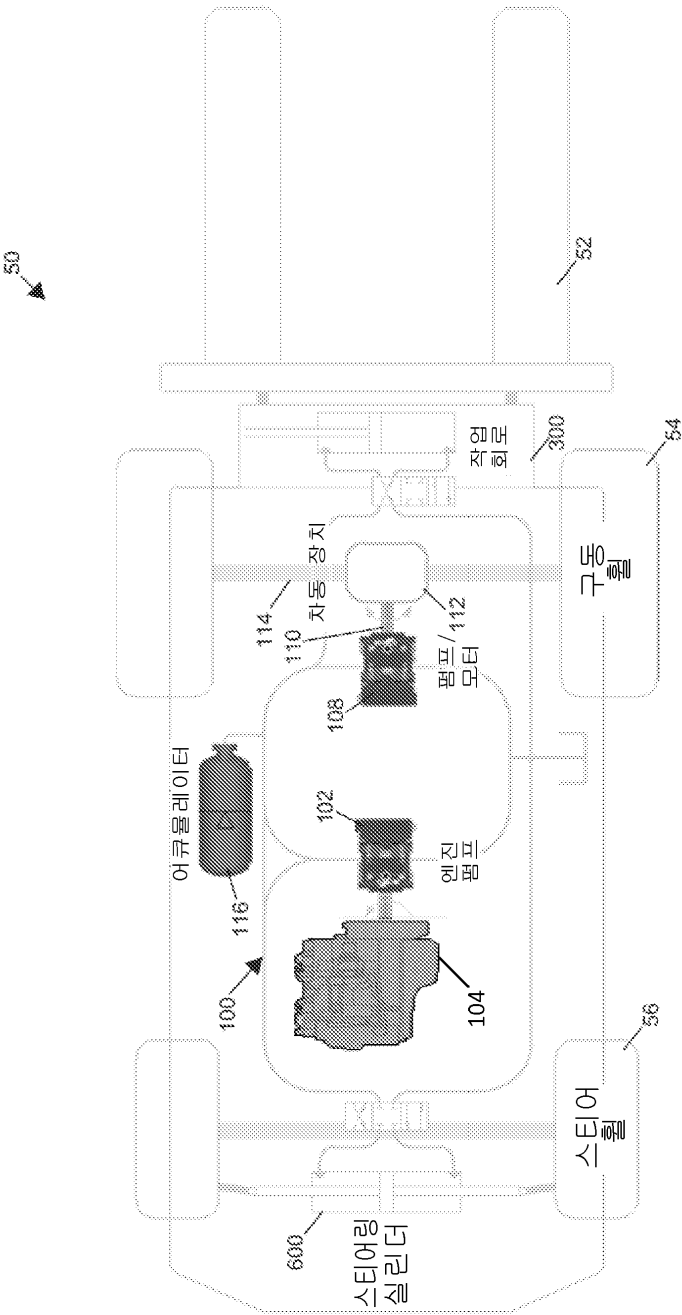 50
어큐뮬레이터
116
100
114
110
차동 장치
600
102
108
스티어링
실린더
엔진
펌프
펌프/
모터
112
104
작업
회로
300
52
스티어
휠
구동
휠
56
54